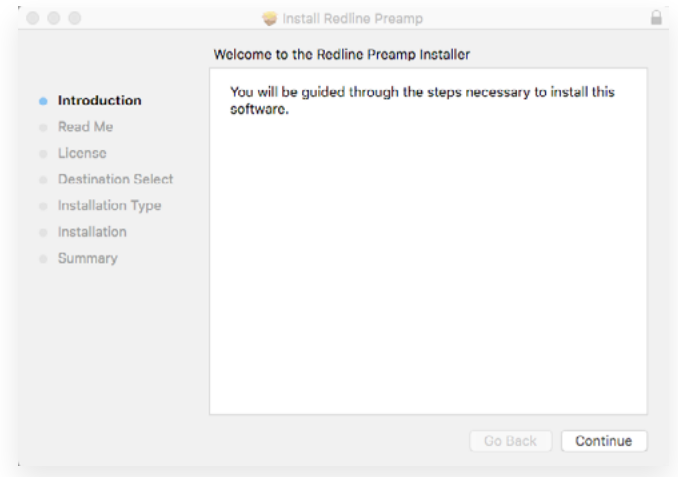 Install Redline Preamp
Welcome to the Redline Preamp Installer
Introduction
Read Me
License
Destination Select
Installation Type
Installation
Summary
You will be guided through the steps necessary to install this
software.
Go Back
Continue